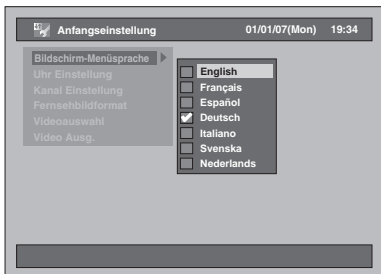 Anfangseinstellung 01/01/07(Mon) 19:34
Bildschirm-Menüsprache
Uhr Einstellung
Kanal Einstellung
Fernsehbildformat
Videoauswahl
Video Ausg.
English
Français
Español
Deutsch
Italiano
Svenska
Nederlands